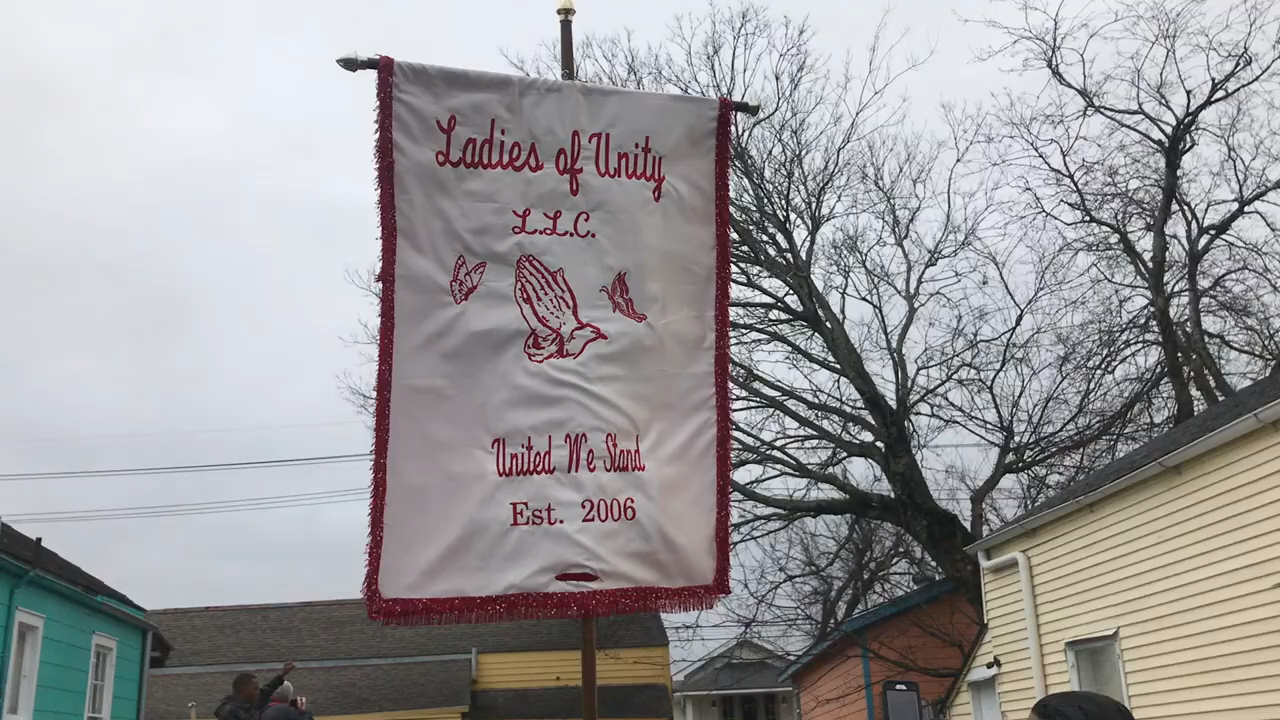 Ladies of Unity
L.L.C.
United We Stand
Est. 2006